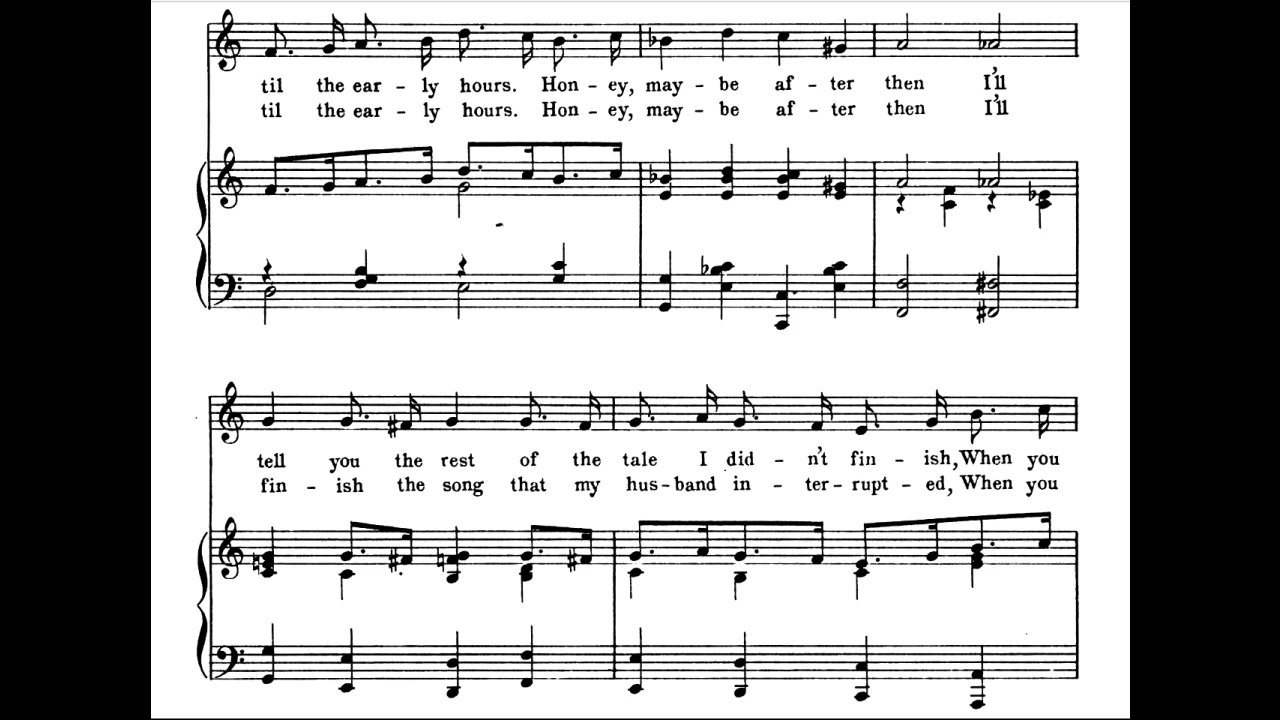 til the ear - ly hours. Hon - ey, may - be af - ter then I'll
til the ear - ly hours. Hon - ey, may - be af - ter then I'll
tell you the rest of the tale I did - n't fin - ish, When you
fin - ish the song that my hus - band in - ter - rupt - ed, When you